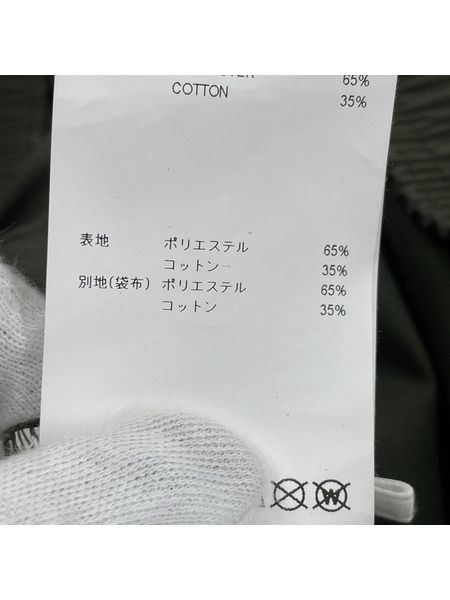 65%
COTTON 35%
表地 ポリエステル 65%
コットン 35%
別地(袋布) ポリエステル 65%
コットン 35%
W